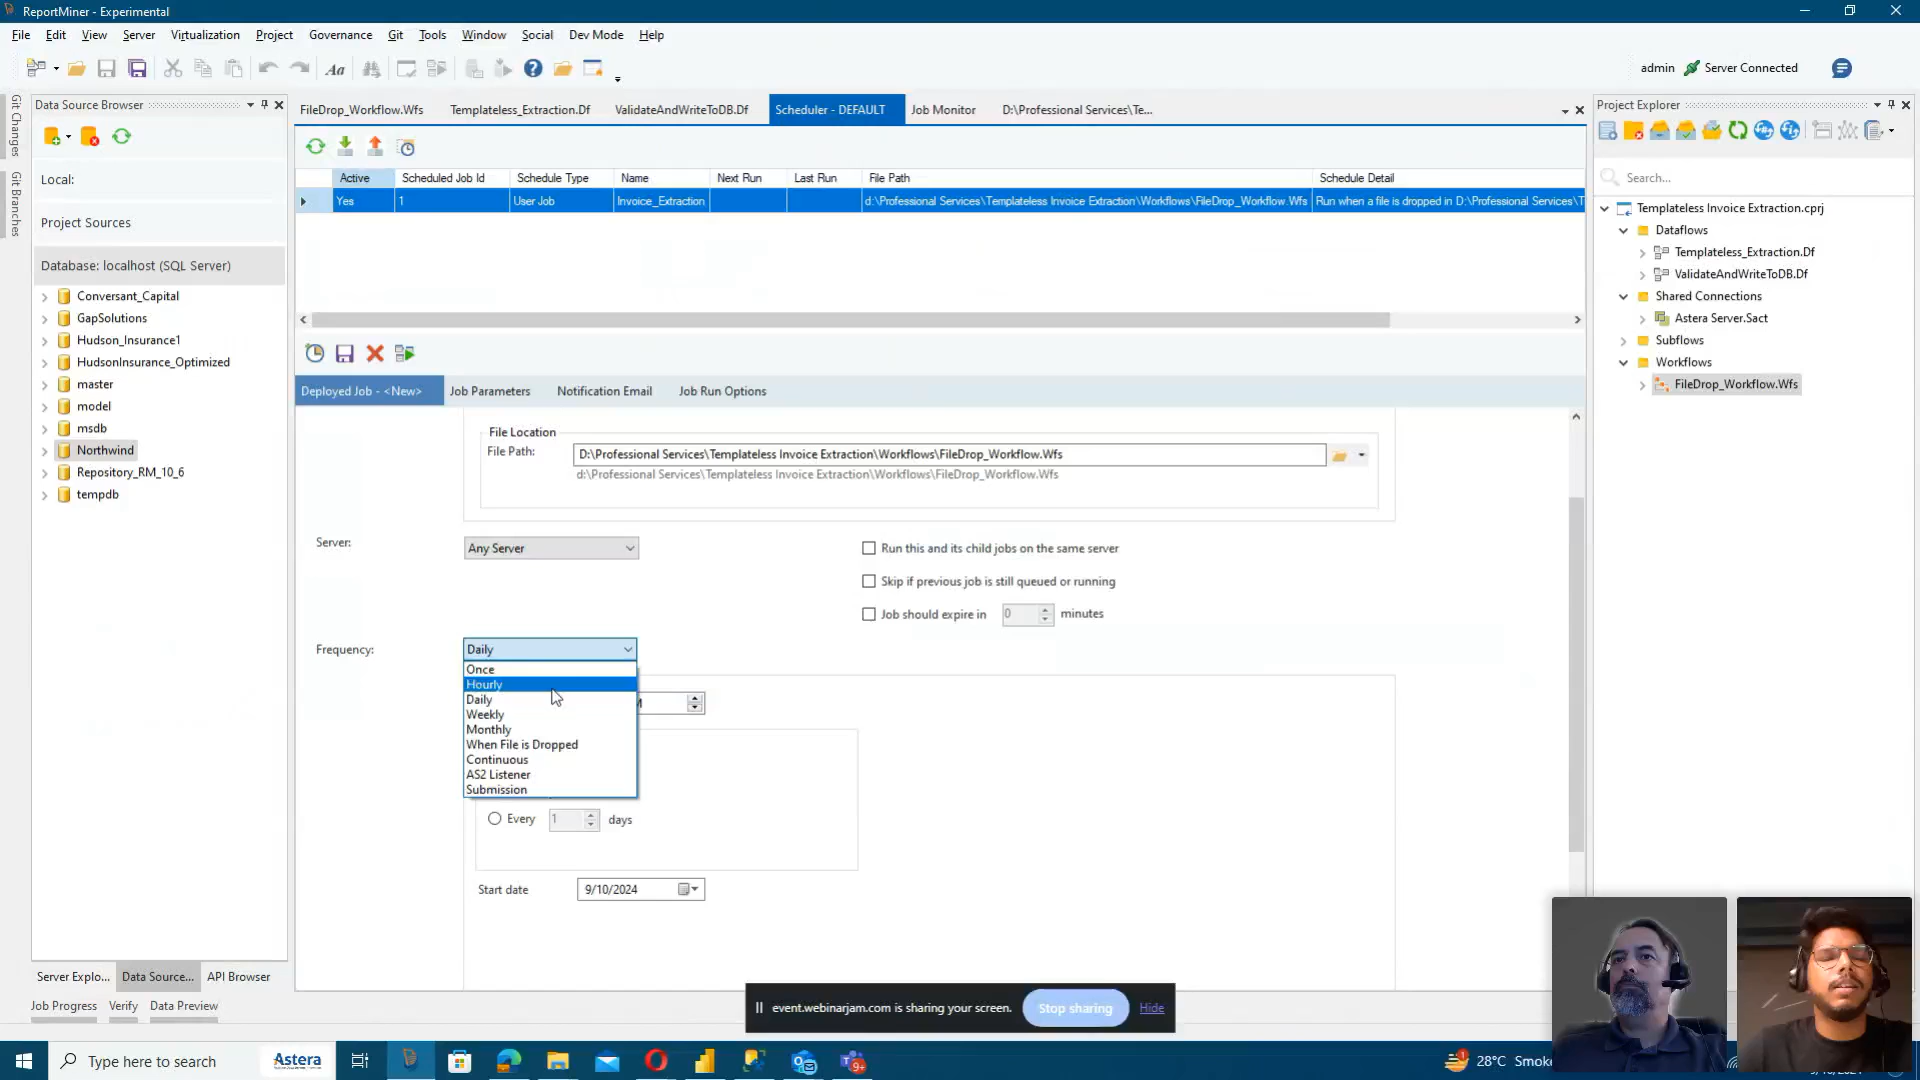 ReportMiner - Experimental
File Edit View Server Virtualization Project Governance Git Tools Window Social Dev Mode Help
Aa
admin Server Connected
Git Changes
Git Branches
Data Source Browser
Local:
Project Sources
Database: localhost (SQL Server)
Conversant_Capital
GapSolutions
Hudson_Insurance1
HudsonInsurance_Optimized
master
model
msdb
Northwind
Repository_RM_10_6
tempdb
Server Explo... Data Source... API Browser
Job Progress Verify Data Preview
FileDrop_Workflow.Wfs Templateless_Extraction.Df ValidateAndWriteToDB.Df Scheduler - DEFAULT Job Monitor D:\Professional Services\Te...
Active Scheduled Job Id Schedule Type Name Next Run Last Run File Path Schedule Detail
Yes 1 User Job Invoice_Extraction d:\Professional Services\Templateless Invoice Extraction\Workflows\FileDrop_Workflow.Wfs Run when a file is dropped in D:\Professional Services\T
Deployed Job - <New> Job Parameters Notification Email Job Run Options
File Location
File Path: D:\Professional Services\Templateless Invoice Extraction\Workflows\FileDrop_Workflow.Wfs
d:\Professional Services\Templateless Invoice Extraction\Workflows\FileDrop_Workflow.Wfs
Server: Any Server Run this and its child jobs on the same server
Skip if previous job is still queued or running
Job should expire in 0 minutes
Frequency: Daily
Once
Hourly
Daily
Weekly
Monthly
When File is Dropped
Continuous
AS2 Listener
Submission
Every 1 days
Start date 9/10/2024
Project Explorer
Search...
Templateless Invoice Extraction.cprj
Dataflows
Templateless_Extraction.Df
ValidateAndWriteToDB.Df
Shared Connections
Astera Server.Sact
Subflows
Workflows
FileDrop_Workflow.Wfs
event.webinarjam.com is sharing your screen. Stop sharing Hide
Type here to search Astera 9+ 1 28°C Smoke